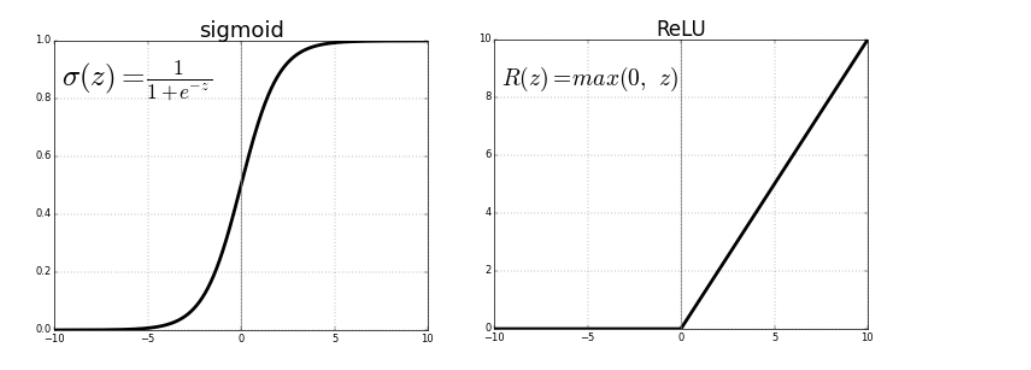 sigmoid
1.0
σ(z) = 1/(1+e^{-z})
0.8
0.6
0.4
0.2
0.0
−10 −5 0 5 10
ReLU
10
R(z) = max(0, z)
8
6
4
2
0
−10 −5 0 5 10